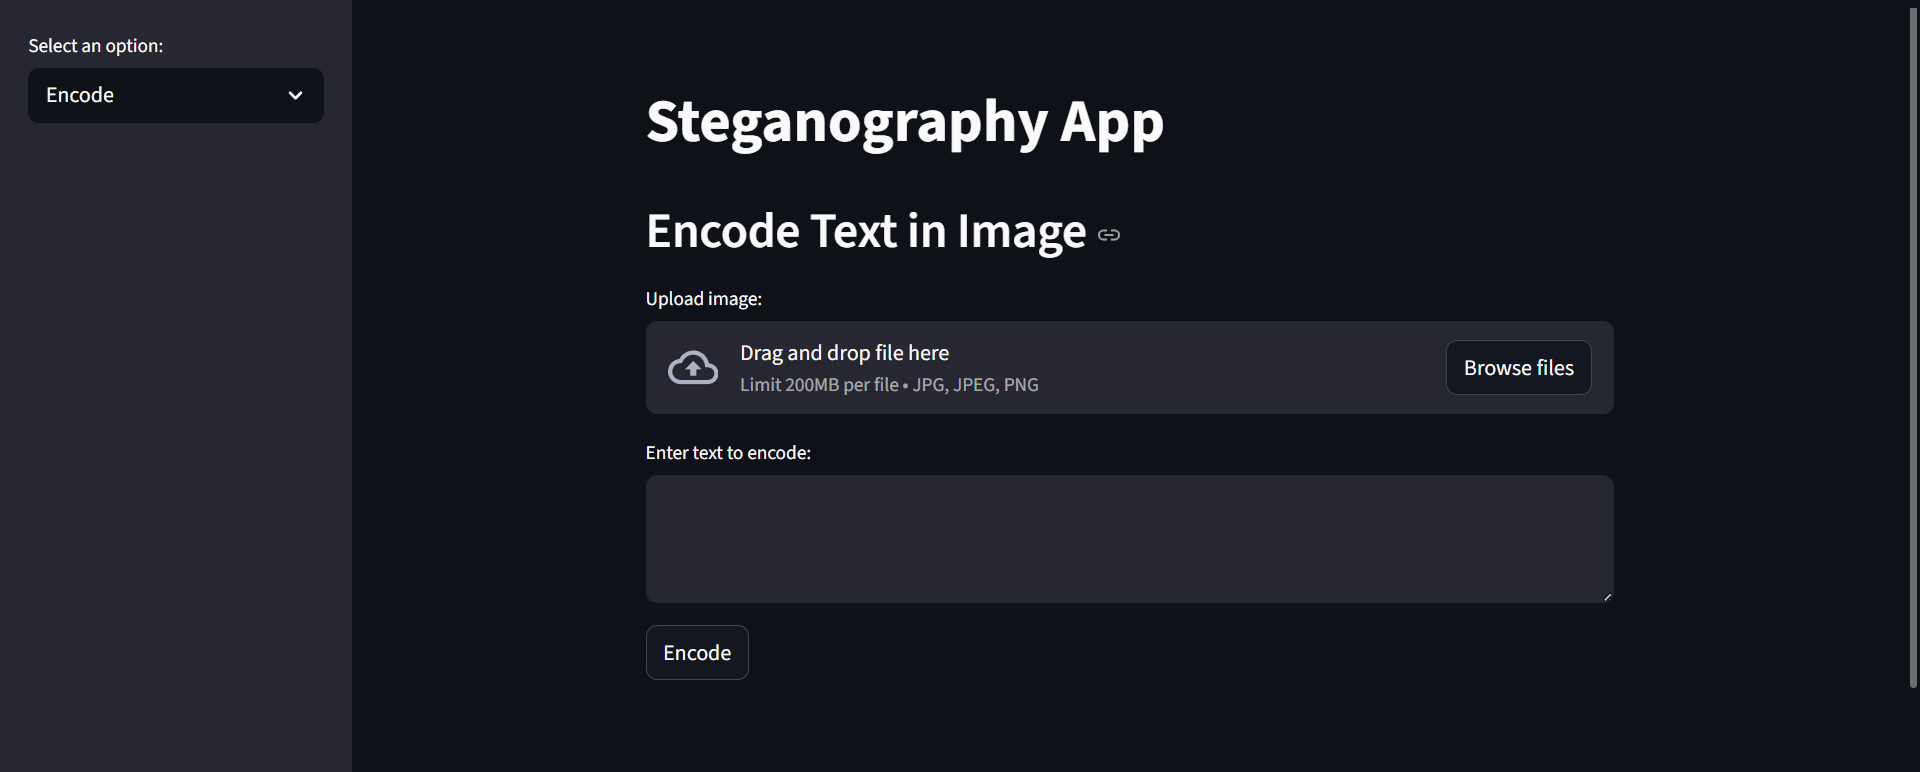 Select an option:
Encode
Steganography App
Encode Text in Image
Upload image:
Drag and drop file here
Limit 200MB per file • JPG, JPEG, PNG
Browse files
Enter text to encode:
Encode